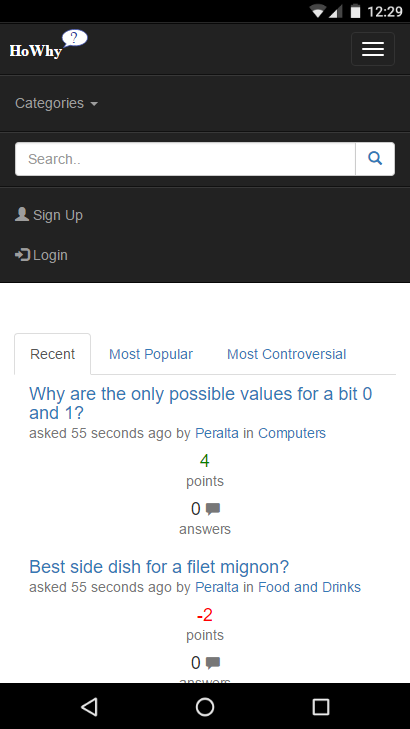 12:29
HoWhy?
Categories
Search..
Sign Up
Login
Recent Most Popular Most Controversial
Why are the only possible values for a bit 0
and 1?
asked 55 seconds ago by Peralta in Computers
4
points
0
answers
Best side dish for a filet mignon?
asked 55 seconds ago by Peralta in Food and Drinks
-2
points
0
answers